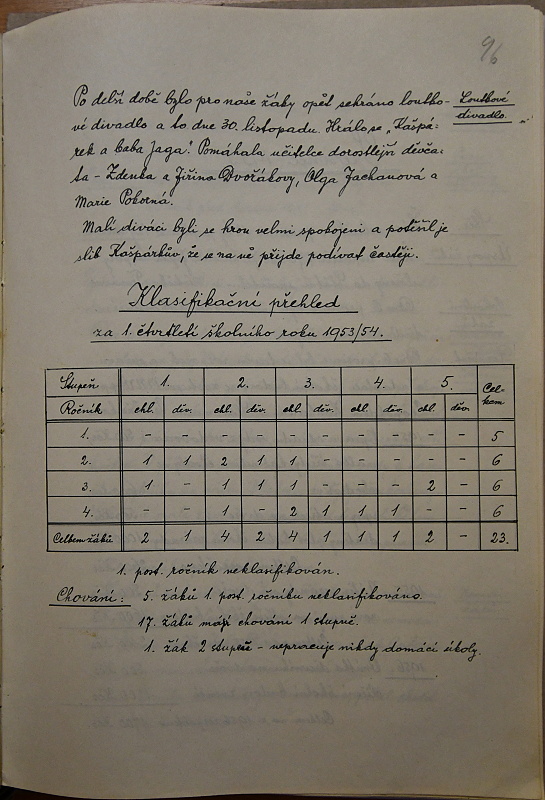 96
Po delší době bylo pro naše žáky opět sehráno loutko-
vé divadlo a to dne 30. listopadu. Hrálo se „Kašpá-
rek a baba Jaga". Pomáhala učitelce dorostlejší děvča-
ta - Zdenka a Jiřina Dvořákovy, Olga Jachanová a
Marie Pokorná.
Loutkové
divadlo.
Malí diváci byli se hrou velmi spokojeni a potěšil je
slib Kašpárkův, že se na ně přijde podívat častěji.
Klasifikační přehled
za 1. čtvrtletí školního roku 1953/54.
Stupeň 1. 2. 3. 4. 5. Cel-
kem
Ročník chl. děv. chl. děv. chl. děv. chl. děv. chl. děv.
1. - - - - - - - - - - 5
2. 1 1 2 1 1 - - - - - 6
3. 1 - 1 1 1 - - - 2 - 6
4. - - 1 - 2 1 1 1 - - 6
Celkem žáků 2 1 4 2 4 1 1 1 2 - 23.
1. post. ročník neklasifikován.
Chování: 5. žáků 1. post. ročníku neklasifikováno.
17. žáků mají chování 1 stupně.
1. žák 2 stupně - nepracuje nikdy domácí úkoly.